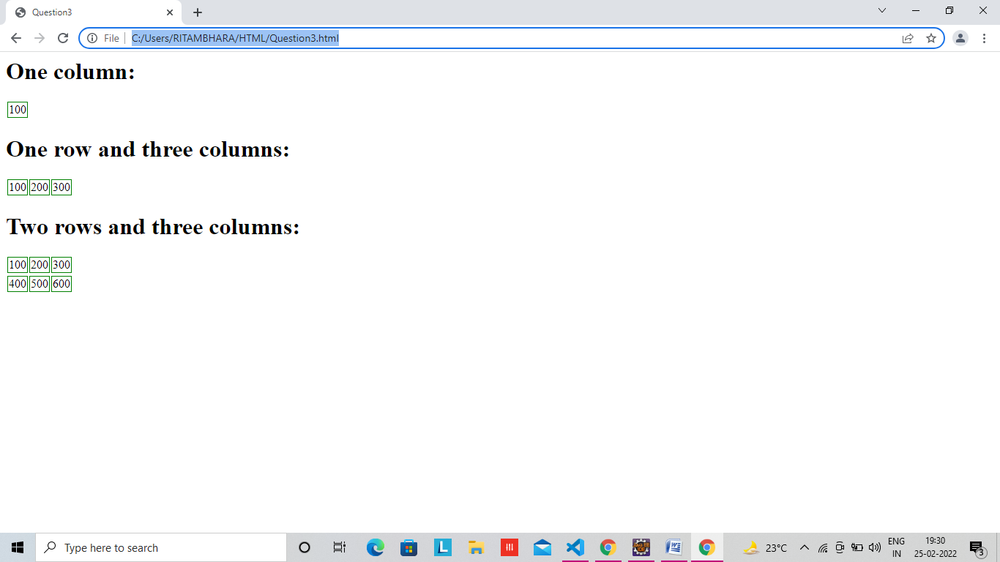 Question3
File C:/Users/RITAMBHARA/HTML/Question3.html
One column:
100
One row and three columns:
100 200 300
Two rows and three columns:
100 200 300
400 500 600
Type here to search
L
W
23°C
ENG
IN
19:30
25-02-2022
3